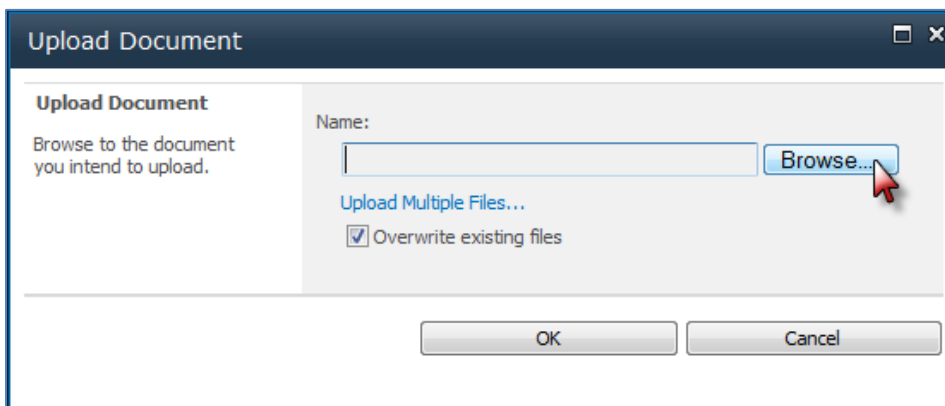 Upload Document
Upload Document
Browse to the document
you intend to upload.
Name:
Browse...
Upload Multiple Files...
Overwrite existing files
OK
Cancel